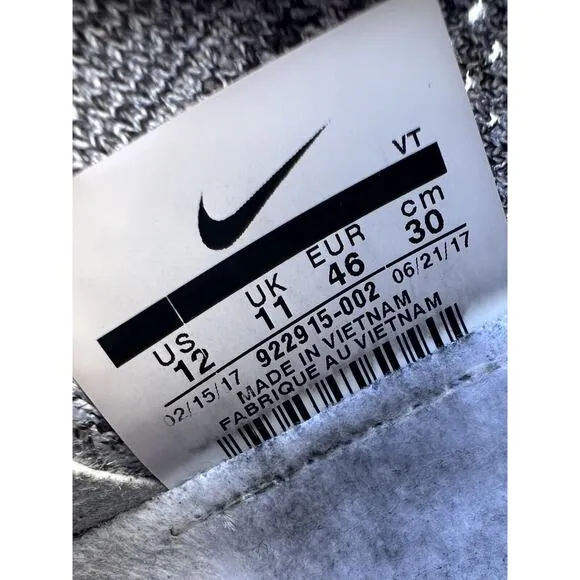 VT
US UK EUR cm
12 11 46 30
02/15/17 922915-002 06/21/17
MADE IN VIETNAM
FABRIQUE AU VIETNAM